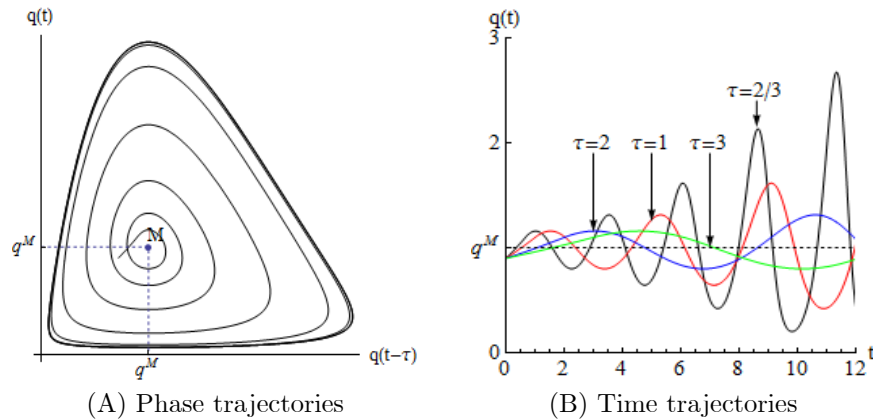 q(t)
M
q^M
q^M
q(t−τ)
(A) Phase trajectories
q(t)
3
τ=2/3
2
τ=2 τ=1 τ=3
q^M
0
0 2 4 6 8 10 12
t
(B) Time trajectories